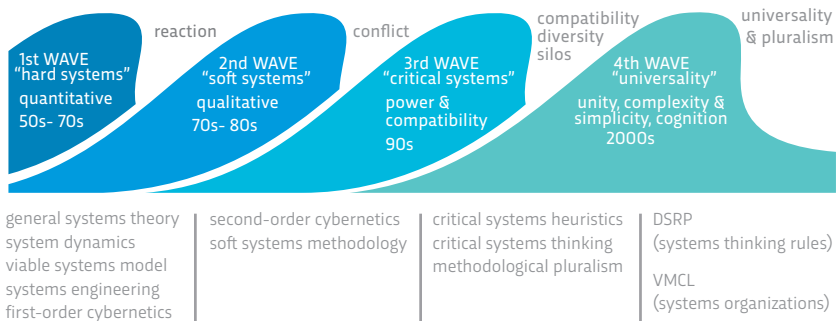 1st WAVE
"hard systems"
quantitative
50s- 70s
reaction
2nd WAVE
"soft systems"
qualitative
70s- 80s
conflict
3rd WAVE
"critical systems"
power &
compatibility
90s
compatibility
diversity
silos
4th WAVE
"universality"
unity, complexity &
simplicity, cognition
2000s
universality
& pluralism
general systems theory
system dynamics
viable systems model
systems engineering
first-order cybernetics
second-order cybernetics
soft systems methodology
critical systems heuristics
critical systems thinking
methodological pluralism
DSRP
(systems thinking rules)
VMCL
(systems organizations)